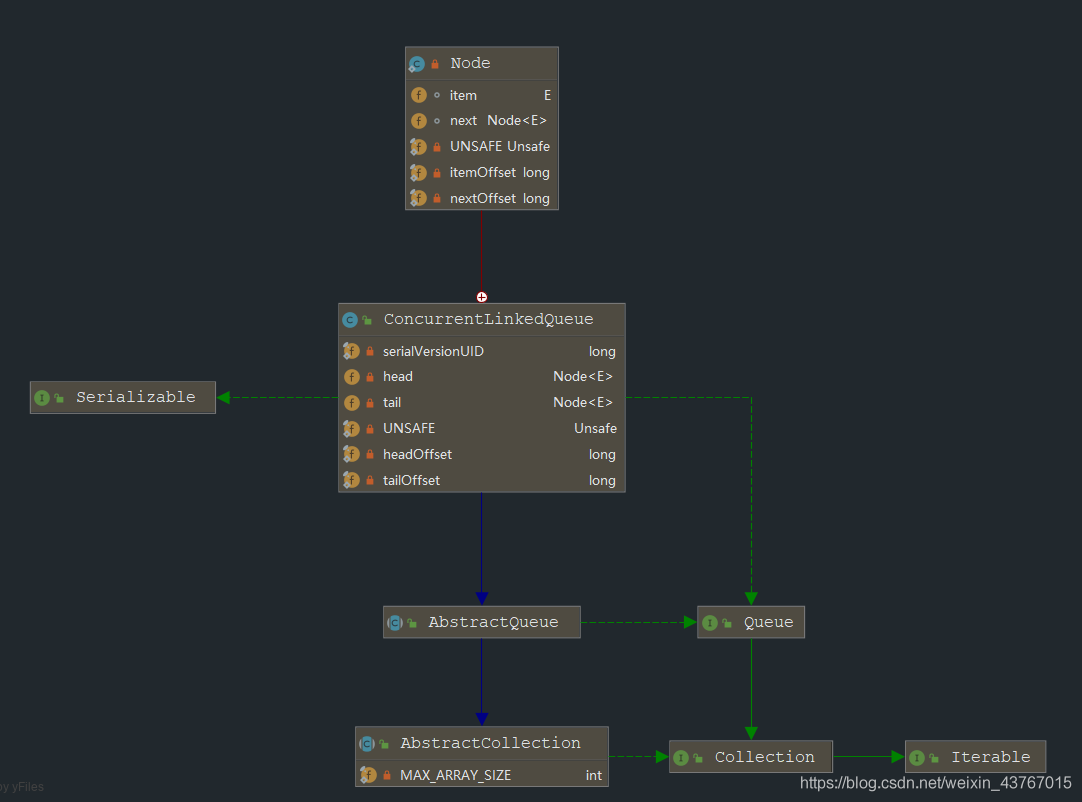 Node
item E
next Node<E>
UNSAFE Unsafe
itemOffset long
nextOffset long
ConcurrentLinkedQueue
serialVersionUID long
head Node<E>
tail Node<E>
UNSAFE Unsafe
headOffset long
tailOffset long
Serializable
AbstractQueue
Queue
AbstractCollection
MAX_ARRAY_SIZE int
Collection
Iterable
by yFiles
https://blog.csdn.net/weixin_43767015